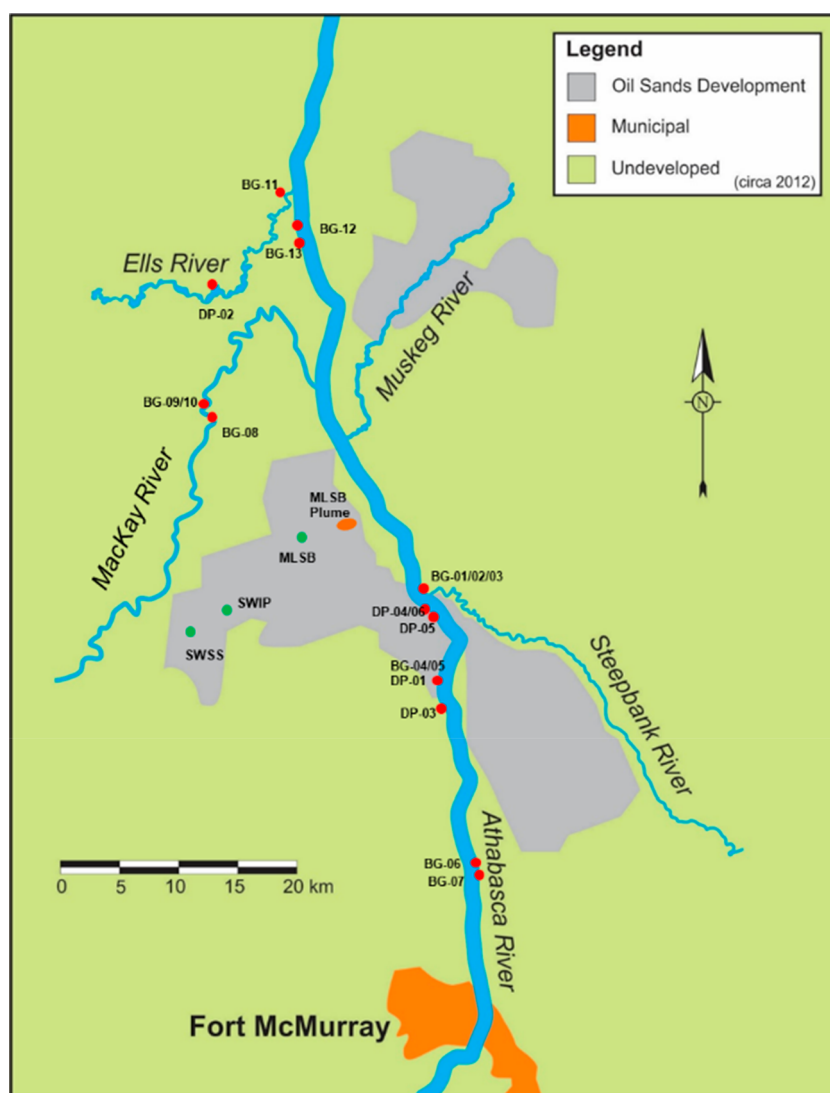 Legend
Oil Sands Development
Municipal
Undeveloped
(circa 2012)
BG-11
BG-12
BG-13
Ells River
DP-02
Muskeg River
N
BG-09/10
BG-08
MacKay River
MLSB
Plume
MLSB
BG-01/02/03
SWIP
DP-04/06
DP-05
SWSS
BG-04/05
DP-01
DP-03
Steepbank River
Athabasca River
BG-06
BG-07
0 5 10 15 20 km
Fort McMurray